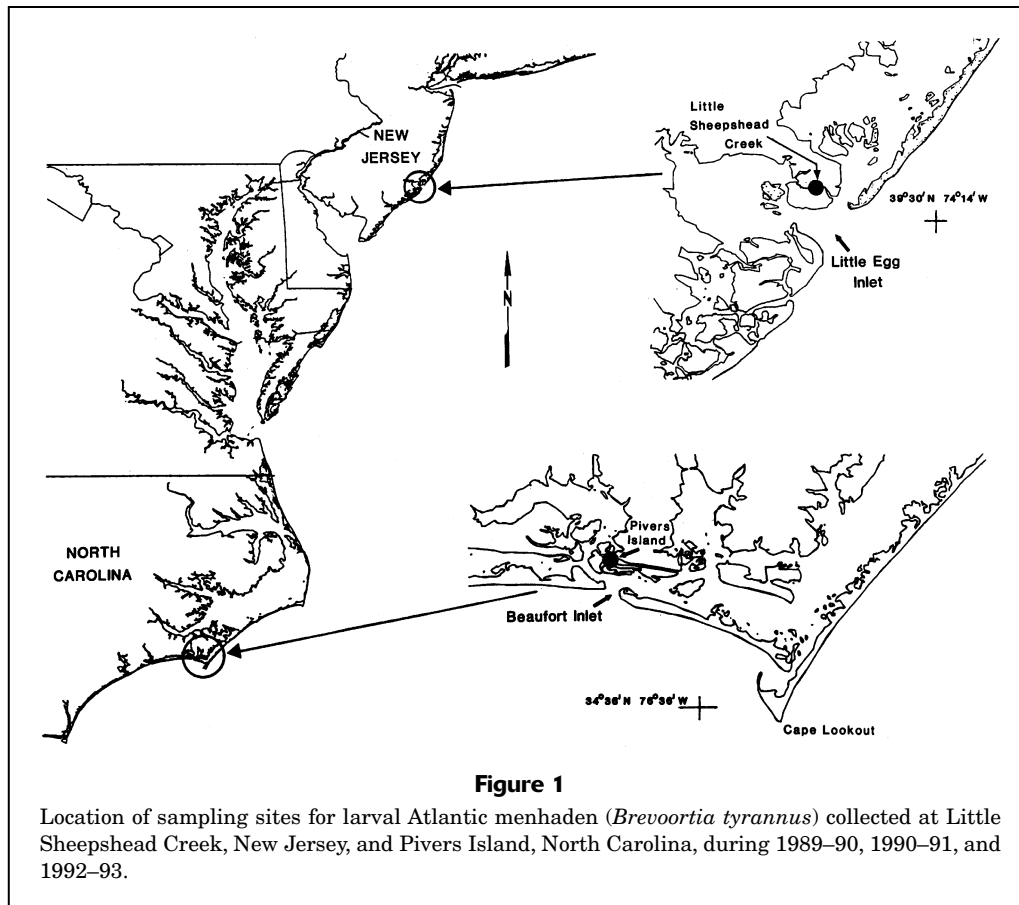 NEW
JERSEY
Little
Sheepshead
Creek
39°30' N 74°14' W
Little Egg
Inlet
N
NORTH
CAROLINA
Pivers
Island
Beaufort Inlet
34°36' N 76°36' W
Cape Lookout
Figure 1
Location of sampling sites for larval Atlantic menhaden (Brevoortia tyrannus) collected at Little
Sheepshead Creek, New Jersey, and Pivers Island, North Carolina, during 1989–90, 1990–91, and
1992–93.